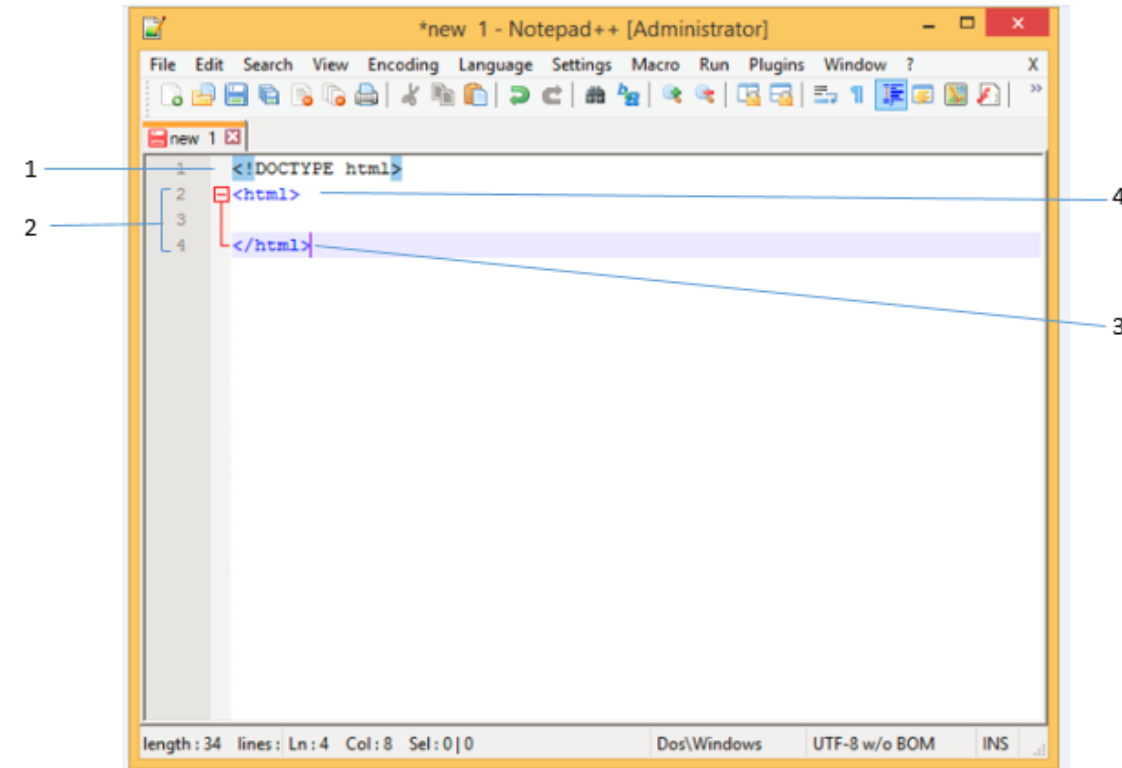 *new 1 - Notepad++ [Administrator]
File Edit Search View Encoding Language Settings Macro Run Plugins Window ? X
new 1
1 1 <!DOCTYPE html>
2 <html> 4
2 3
4 </html>
3
length : 34 lines : Ln : 4 Col : 8 Sel : 0 | 0 Dos\Windows UTF-8 w/o BOM INS